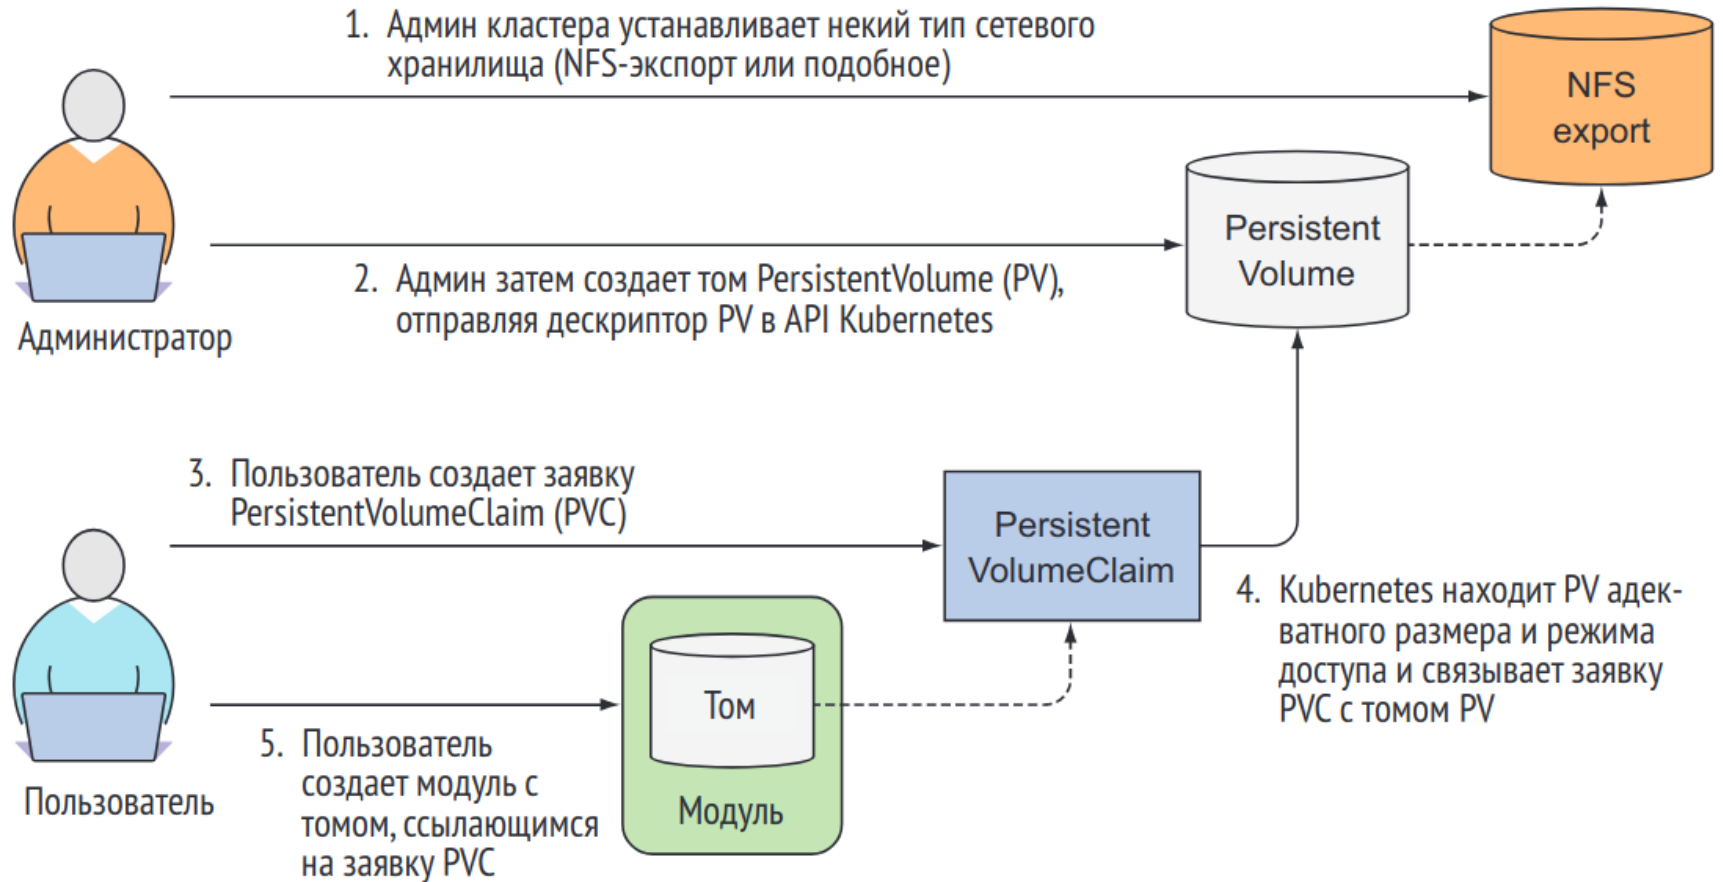 1. Админ кластера устанавливает некий тип сетевого
хранилища (NFS-экспорт или подобное)
NFS
export
Persistent
Volume
2. Админ затем создает том PersistentVolume (PV),
отправляя дескриптор PV в API Kubernetes
Администратор
3. Пользователь создает заявку
PersistentVolumeClaim (PVC)
Persistent
VolumeClaim
4. Kubernetes находит PV адек-
ватного размера и режима
доступа и связывает заявку
PVC с томом PV
Том
Модуль
5. Пользователь
создает модуль с
томом, ссылающимся
на заявку PVC
Пользователь